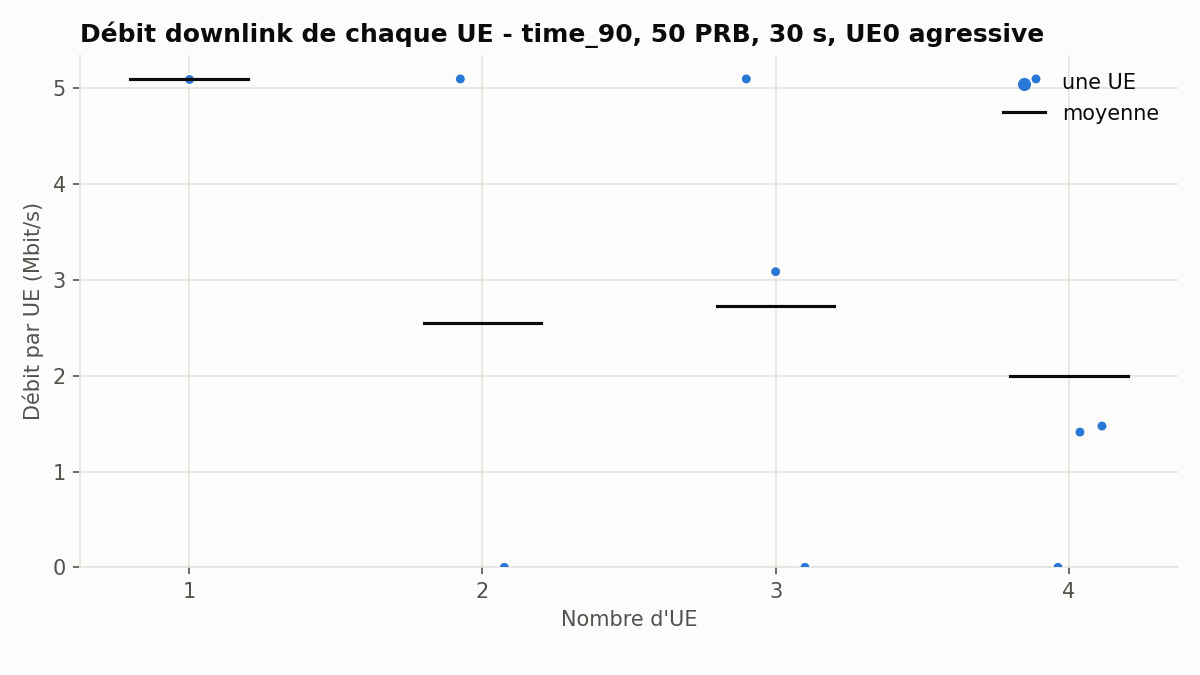 Débit downlink de chaque UE - time_90, 50 PRB, 30 s, UE0 agressive
une UE
moyenne
Débit par UE (Mbit/s)
5
4
3
2
1
0
1 2 3 4
Nombre d'UE